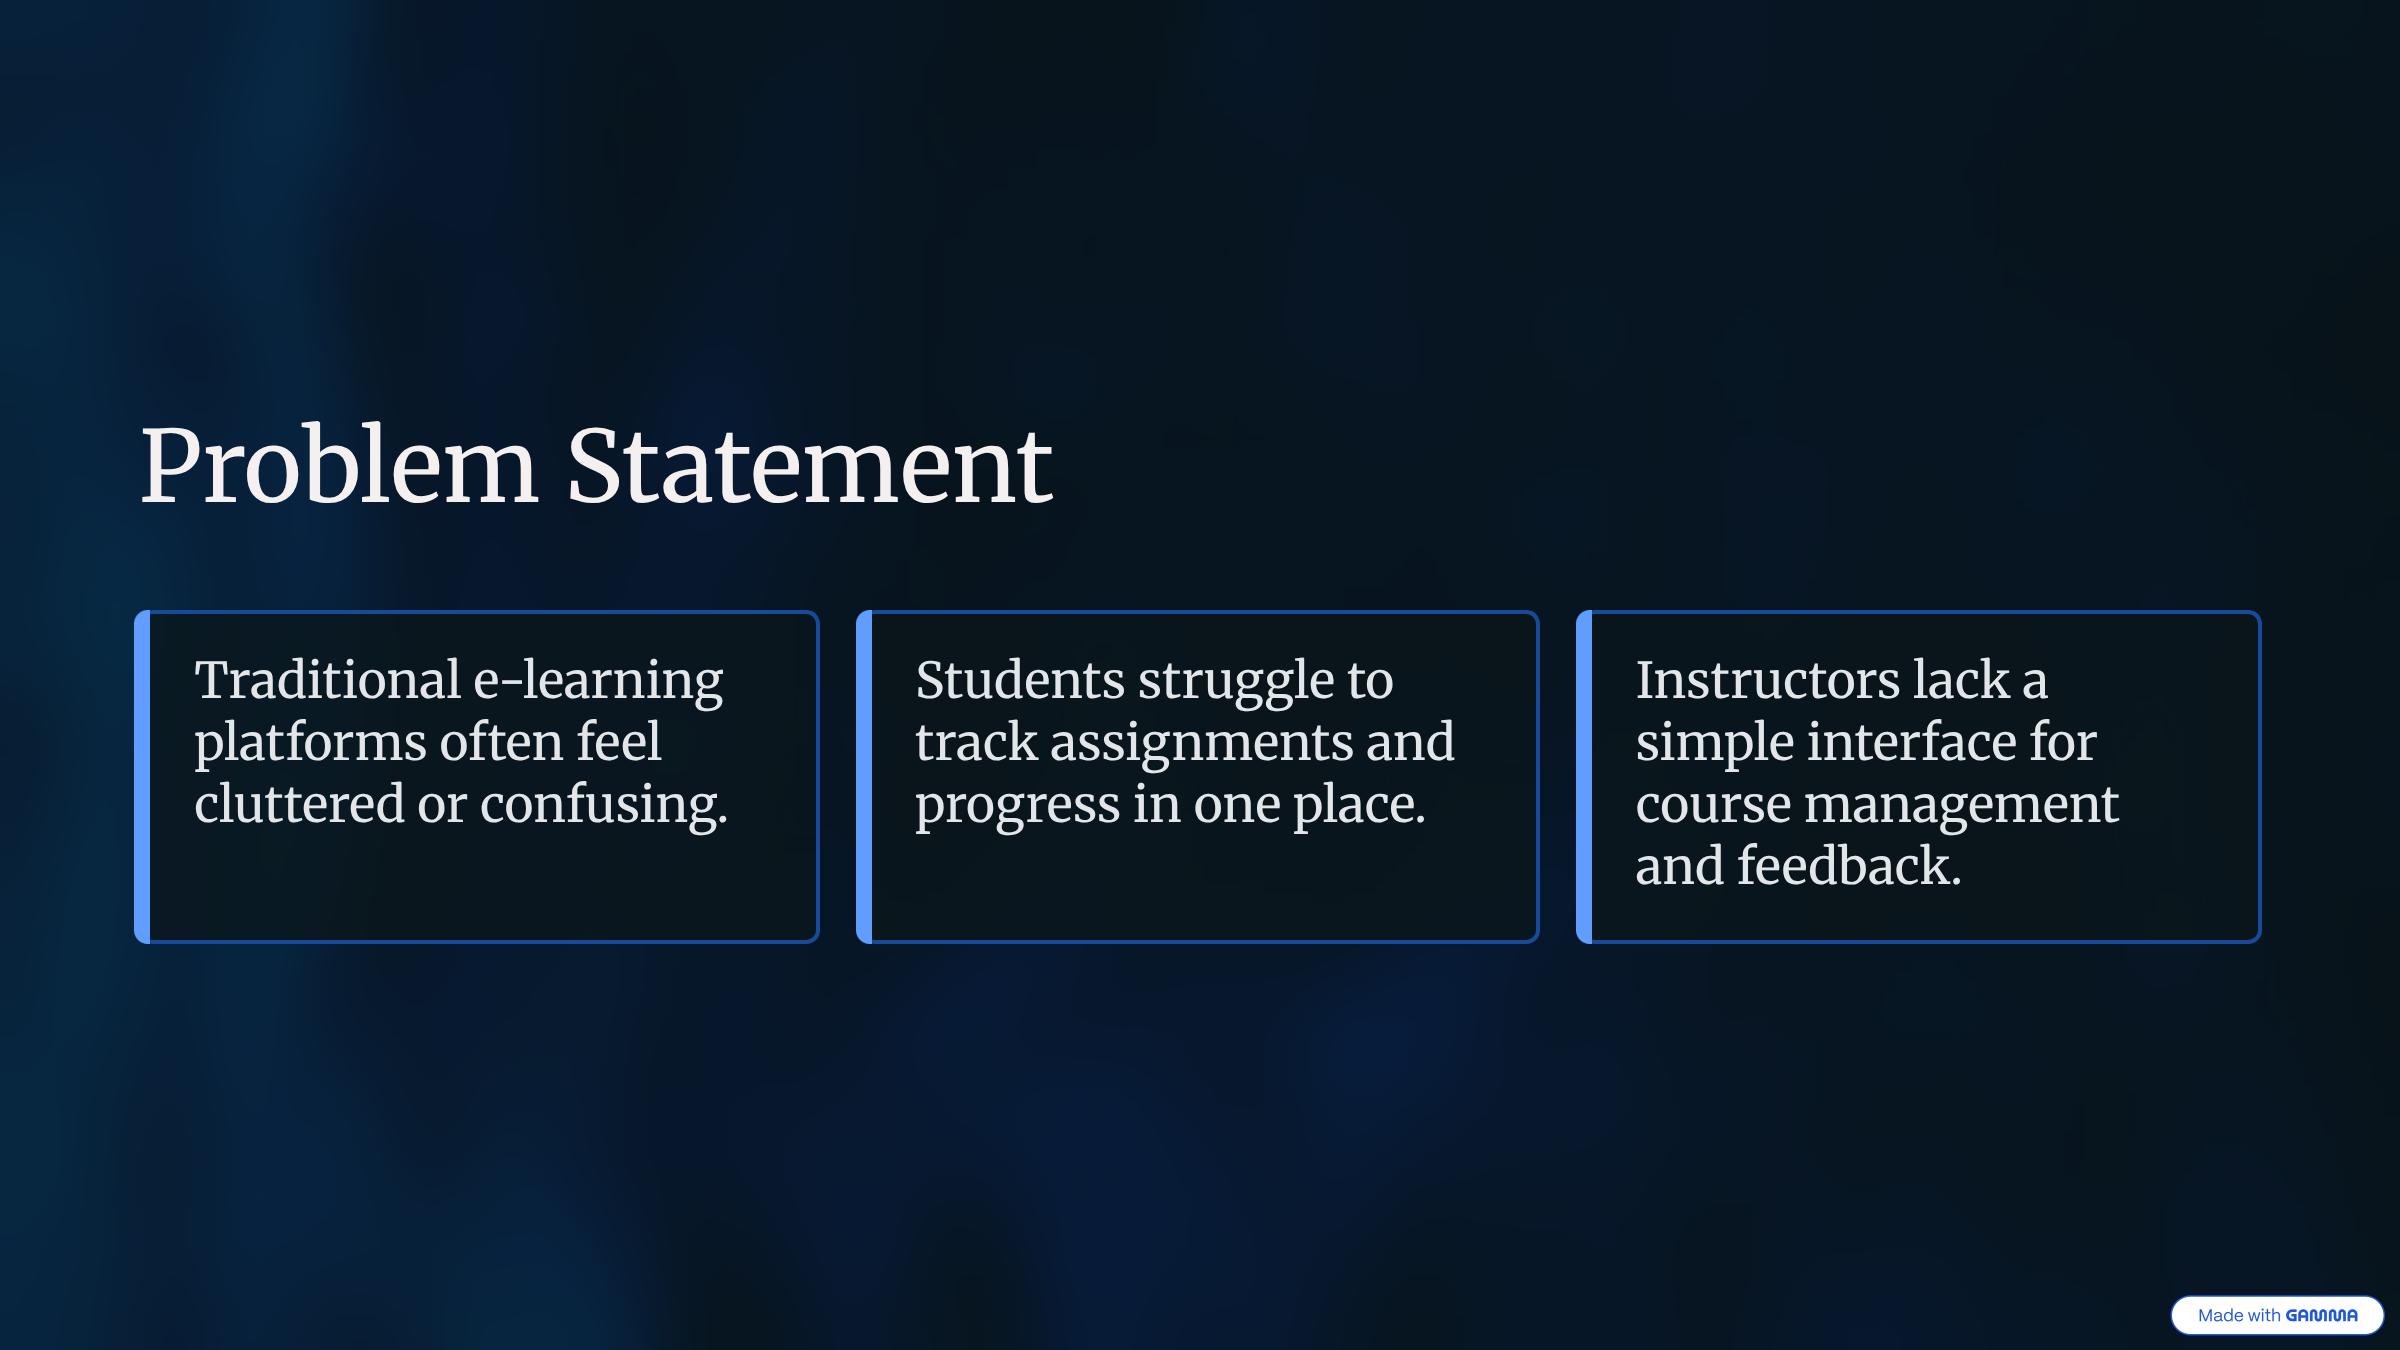 Problem Statement
Traditional e-learning
platforms often feel
cluttered or confusing.
Students struggle to
track assignments and
progress in one place.
Instructors lack a
simple interface for
course management
and feedback.
Made with GAMMA